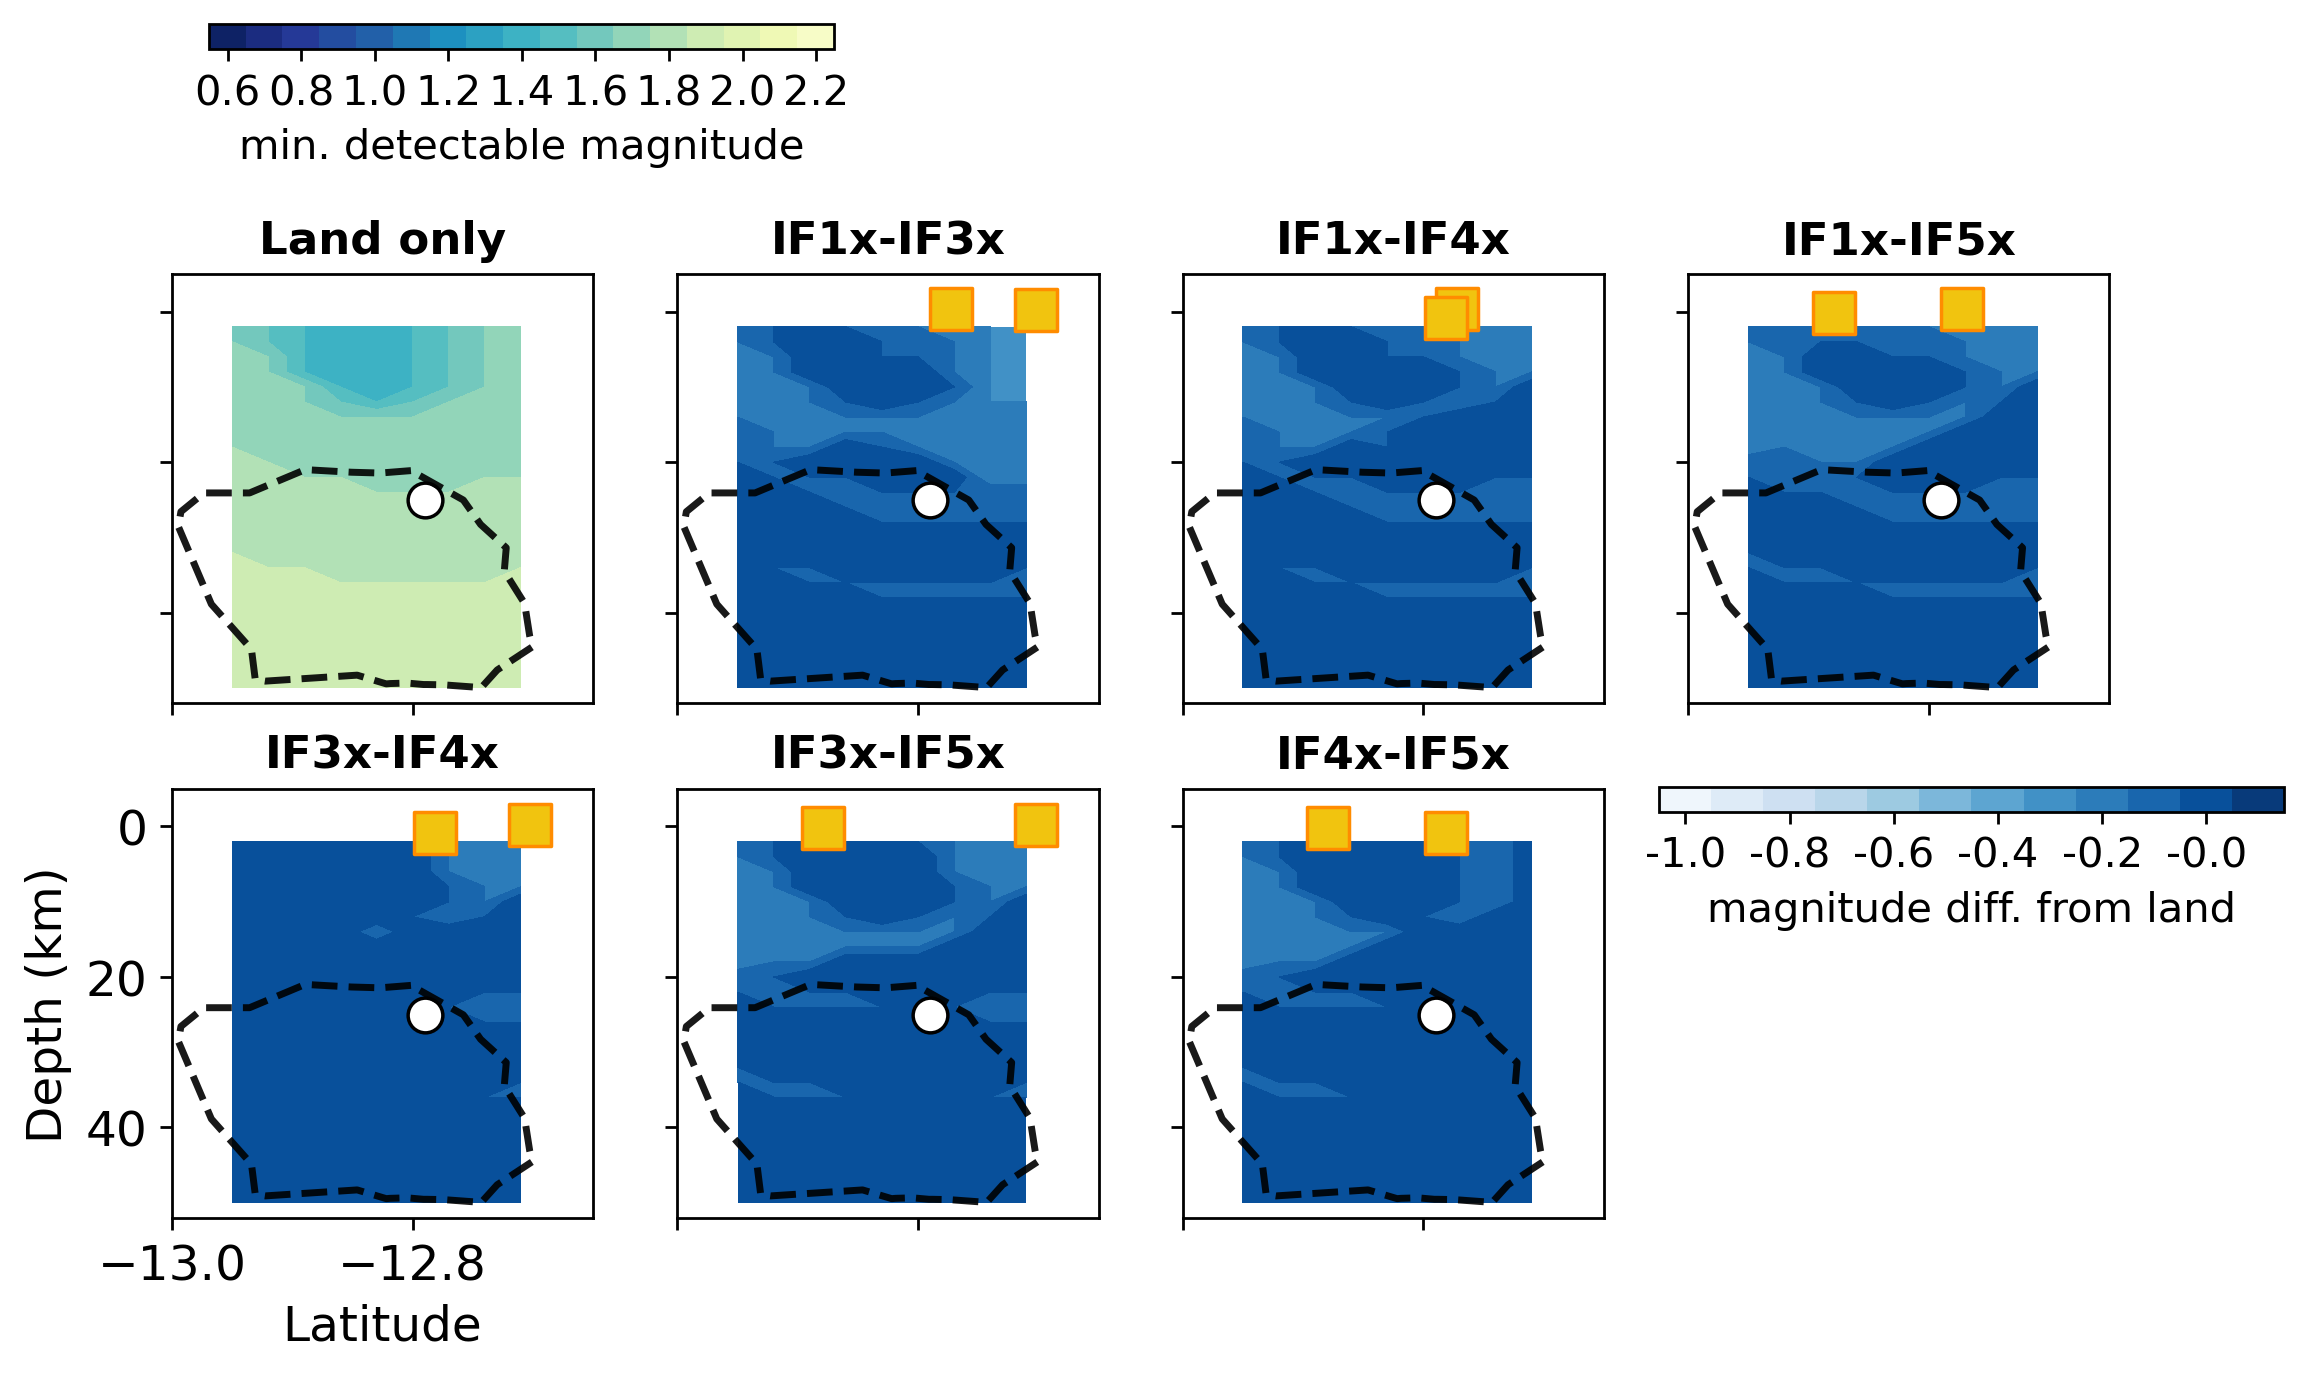 0.6 0.8 1.0 1.2 1.4 1.6 1.8 2.0 2.2
min. detectable magnitude
Land only
IF1x-IF3x
IF1x-IF4x
IF1x-IF5x
IF3x-IF4x
IF3x-IF5x
IF4x-IF5x
-1.0 -0.8 -0.6 -0.4 -0.2 -0.0
magnitude diff. from land
0
20
40
Depth (km)
−13.0 −12.8
Latitude